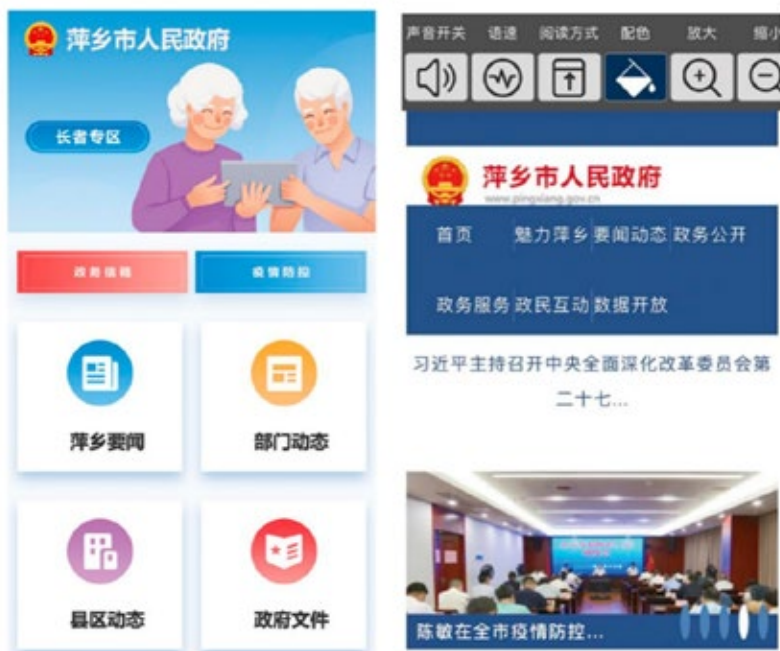 萍乡市人民政府
长者专区
政务信箱
疫情防控
萍乡要闻
部门动态
县区动态
政府文件
声音开关 语速 阅读方式 配色 放大 缩小
萍乡市人民政府
www.pingxiang.gov.cn
首页 魅力萍乡 要闻动态 政务公开
政务服务 政民互动 数据开放
习近平主持召开中央全面深化改革委员会第
二十七...
陈敏在全市疫情防控...